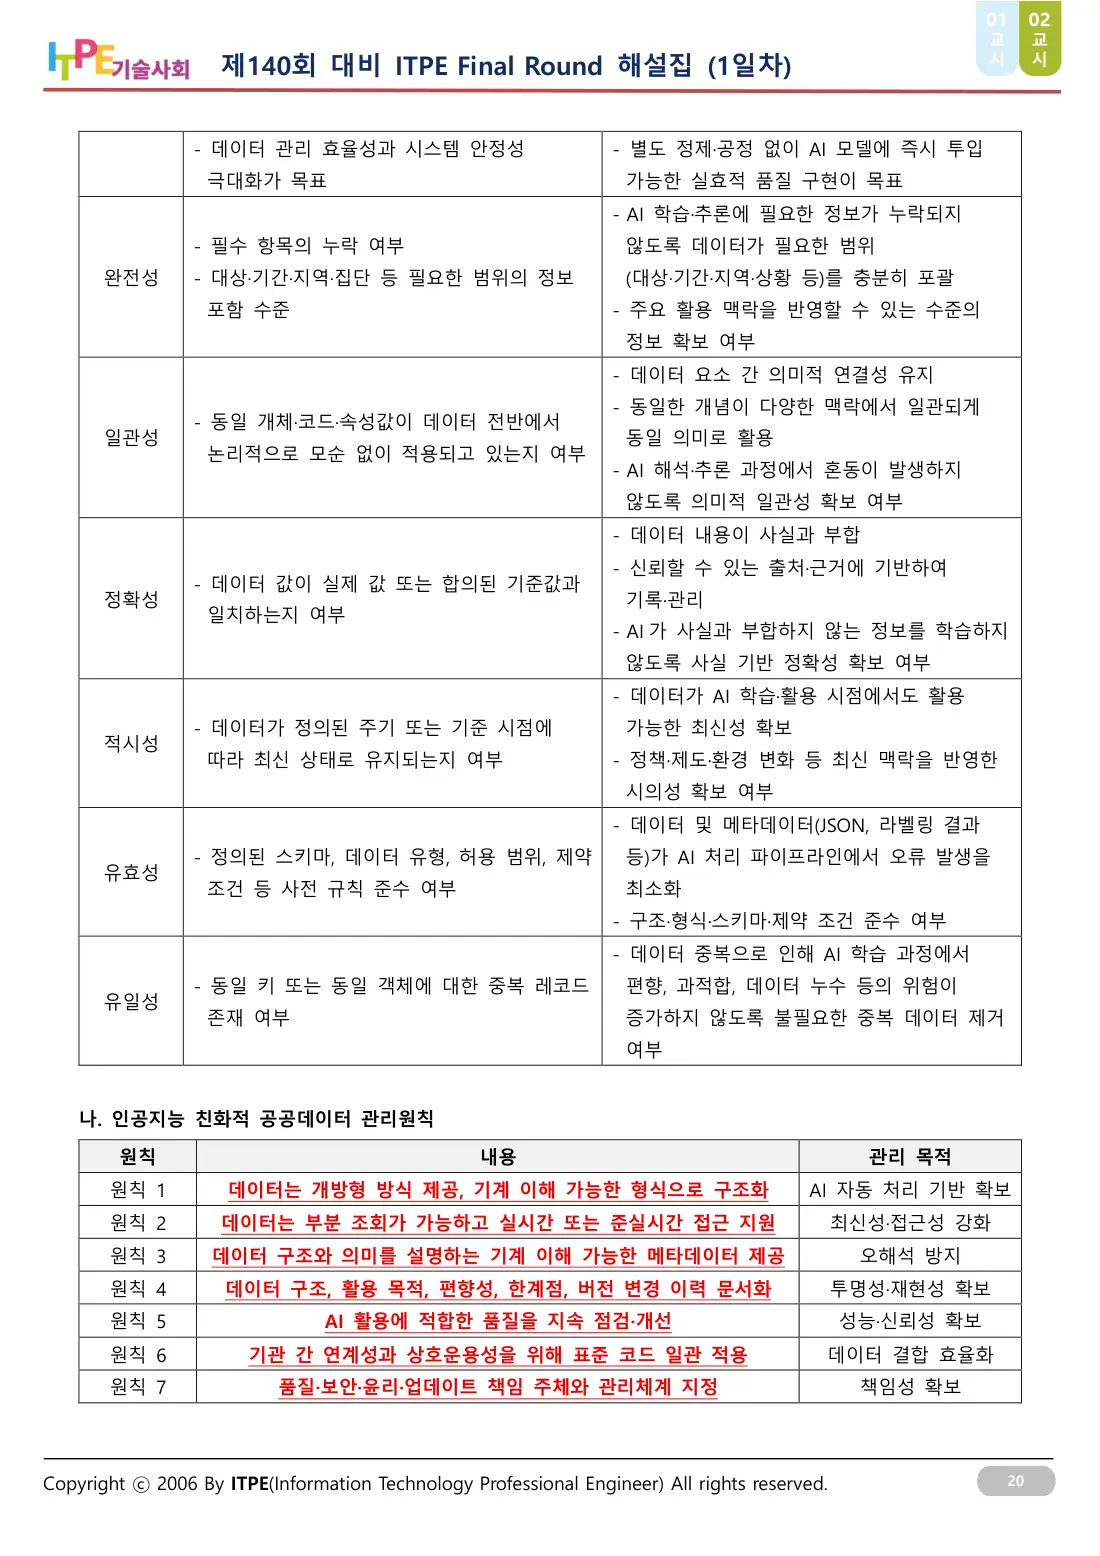 01
교
시
02
교
시
ITPE기술사회 제140회 대비 ITPE Final Round 해설집 (1일차)
- 데이터 관리 효율성과 시스템 안정성
극대화가 목표
- 별도 정제·공정 없이 AI 모델에 즉시 투입
가능한 실효적 품질 구현이 목표
완전성
- 필수 항목의 누락 여부
- 대상·기간·지역·집단 등 필요한 범위의 정보
포함 수준
- AI 학습·추론에 필요한 정보가 누락되지
않도록 데이터가 필요한 범위
(대상·기간·지역·상황 등)를 충분히 포괄
- 주요 활용 맥락을 반영할 수 있는 수준의
정보 확보 여부
일관성
- 동일 개체·코드·속성값이 데이터 전반에서
논리적으로 모순 없이 적용되고 있는지 여부
- 데이터 요소 간 의미적 연결성 유지
- 동일한 개념이 다양한 맥락에서 일관되게
동일 의미로 활용
- AI 해석·추론 과정에서 혼동이 발생하지
않도록 의미적 일관성 확보 여부
정확성
- 데이터 값이 실제 값 또는 합의된 기준값과
일치하는지 여부
- 데이터 내용이 사실과 부합
- 신뢰할 수 있는 출처·근거에 기반하여
기록·관리
- AI가 사실과 부합하지 않는 정보를 학습하지
않도록 사실 기반 정확성 확보 여부
적시성
- 데이터가 정의된 주기 또는 기준 시점에
따라 최신 상태로 유지되는지 여부
- 데이터가 AI 학습·활용 시점에서도 활용
가능한 최신성 확보
- 정책·제도·환경 변화 등 최신 맥락을 반영한
시의성 확보 여부
유효성
- 정의된 스키마, 데이터 유형, 허용 범위, 제약
조건 등 사전 규칙 준수 여부
- 데이터 및 메타데이터(JSON, 라벨링 결과
등)가 AI 처리 파이프라인에서 오류 발생을
최소화
- 구조·형식·스키마·제약 조건 준수 여부
유일성
- 동일 키 또는 동일 객체에 대한 중복 레코드
존재 여부
- 데이터 중복으로 인해 AI 학습 과정에서
편향, 과적합, 데이터 누수 등의 위험이
증가하지 않도록 불필요한 중복 데이터 제거
여부
나. 인공지능 친화적 공공데이터 관리원칙
원칙 내용 관리 목적
원칙 1 데이터는 개방형 방식 제공, 기계 이해 가능한 형식으로 구조화 AI 자동 처리 기반 확보
원칙 2 데이터는 부분 조회가 가능하고 실시간 또는 준실시간 접근 지원 최신성·접근성 강화
원칙 3 데이터 구조와 의미를 설명하는 기계 이해 가능한 메타데이터 제공 오해석 방지
원칙 4 데이터 구조, 활용 목적, 편향성, 한계점, 버전 변경 이력 문서화 투명성·재현성 확보
원칙 5 AI 활용에 적합한 품질을 지속 점검·개선 성능·신뢰성 확보
원칙 6 기관 간 연계성과 상호운용성을 위해 표준 코드 일관 적용 데이터 결합 효율화
원칙 7 품질·보안·윤리·업데이트 책임 주체와 관리체계 지정 책임성 확보
Copyright ⓒ 2006 By ITPE(Information Technology Professional Engineer) All rights reserved.
20